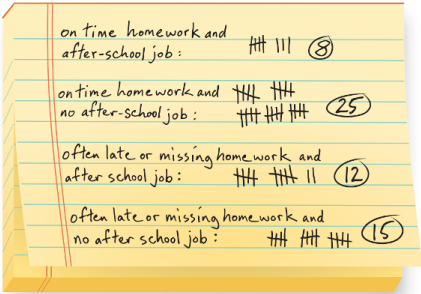 on time homework and
after-school job: 8
on time homework and
no after-school job: 25
often late or missing homework and
after school job: 12
often late or missing homework and
no after school job: 15